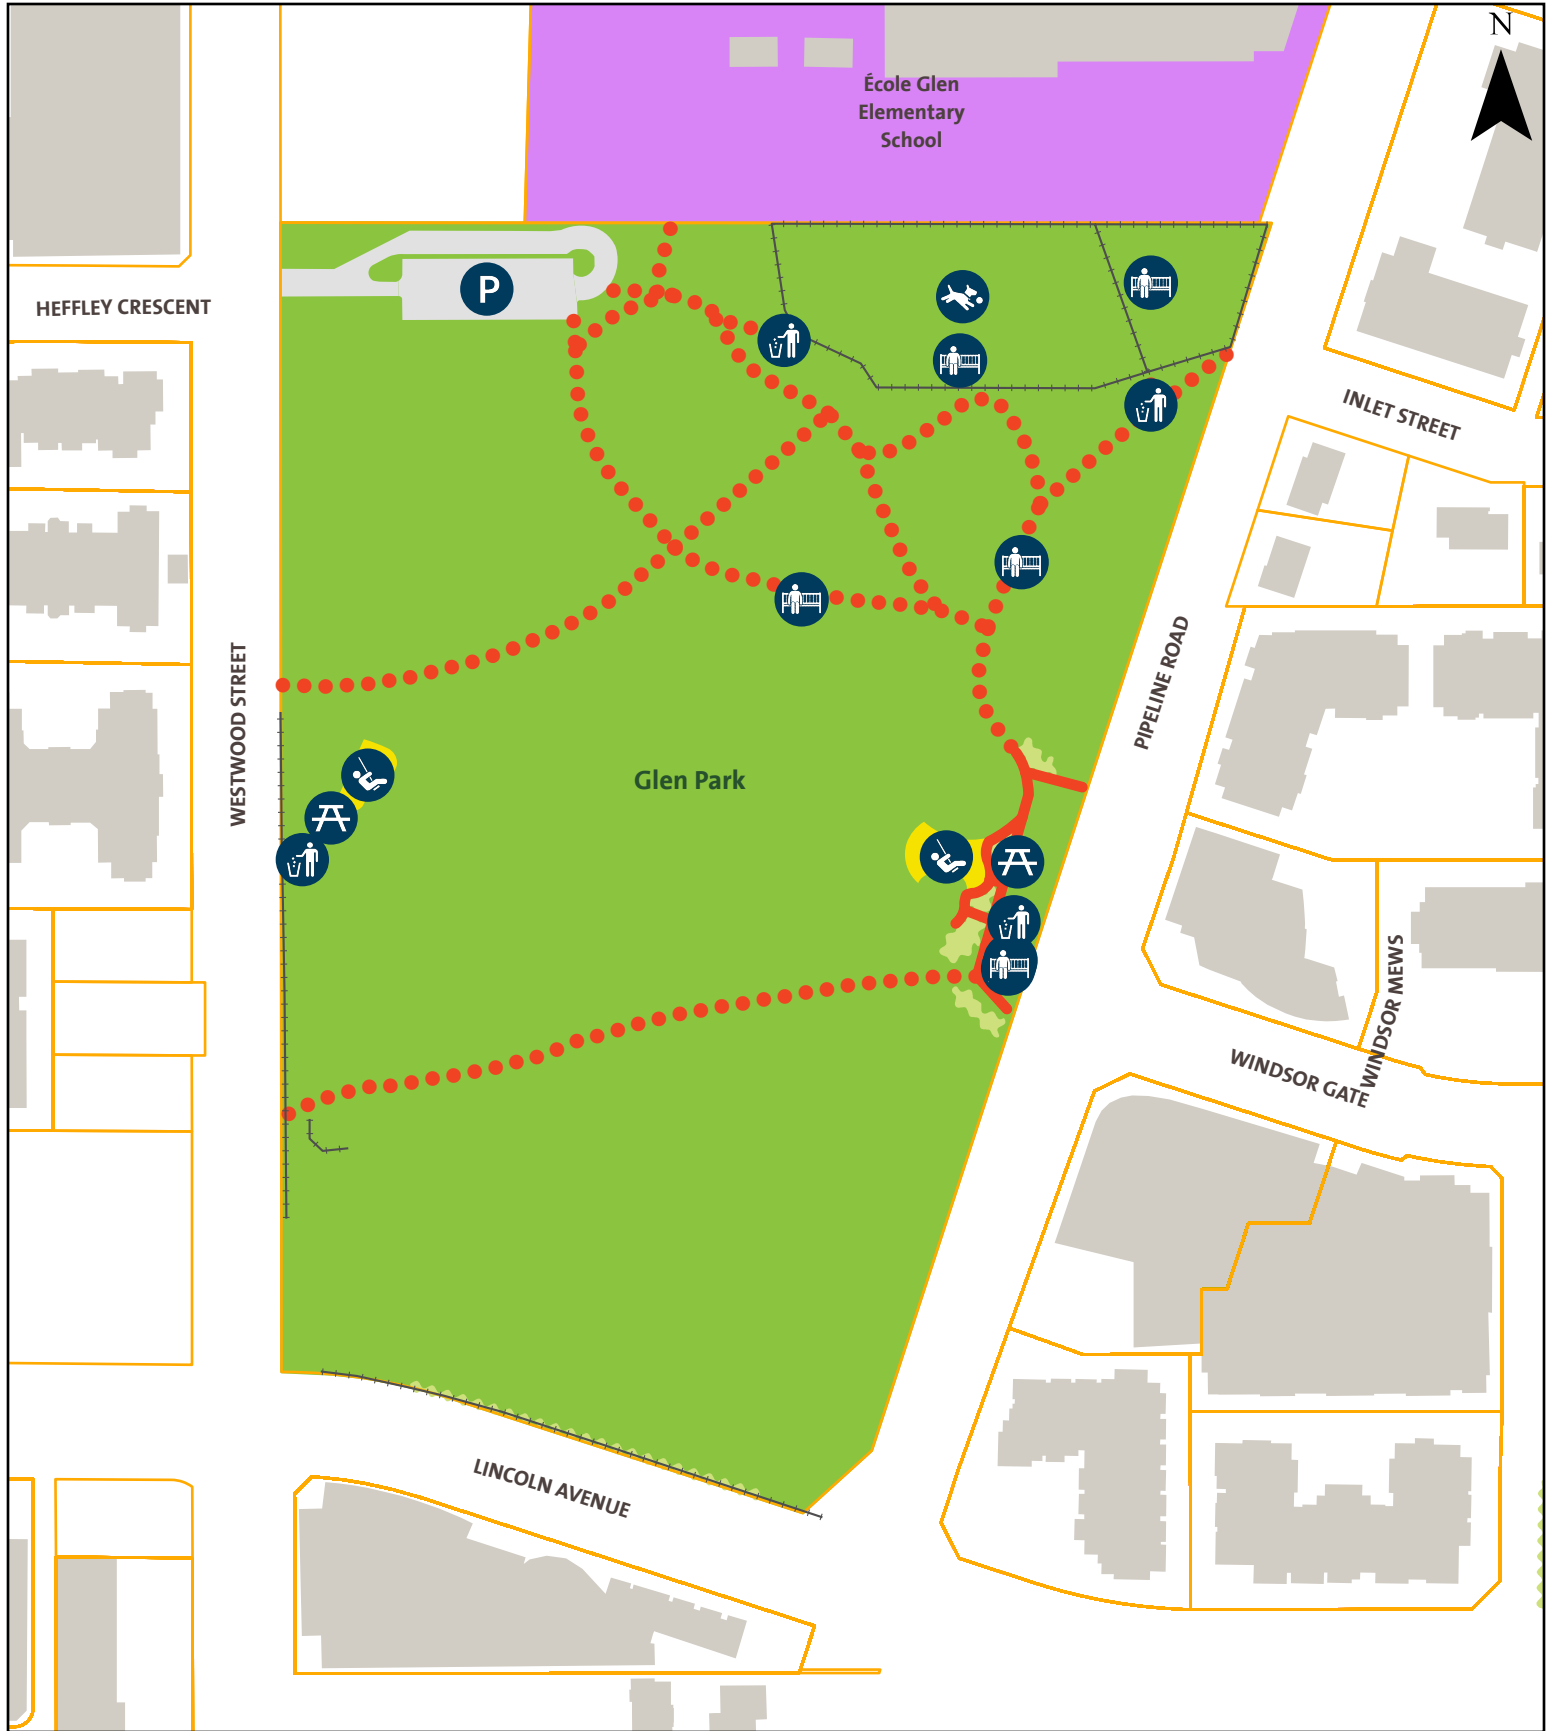 N
École Glen
Elementary
School
P
HEFFLEY CRESCENT
INLET STREET
WESTWOOD STREET
PIPELINE ROAD
Glen Park
WINDSOR MEWS
WINDSOR GATE
LINCOLN AVENUE